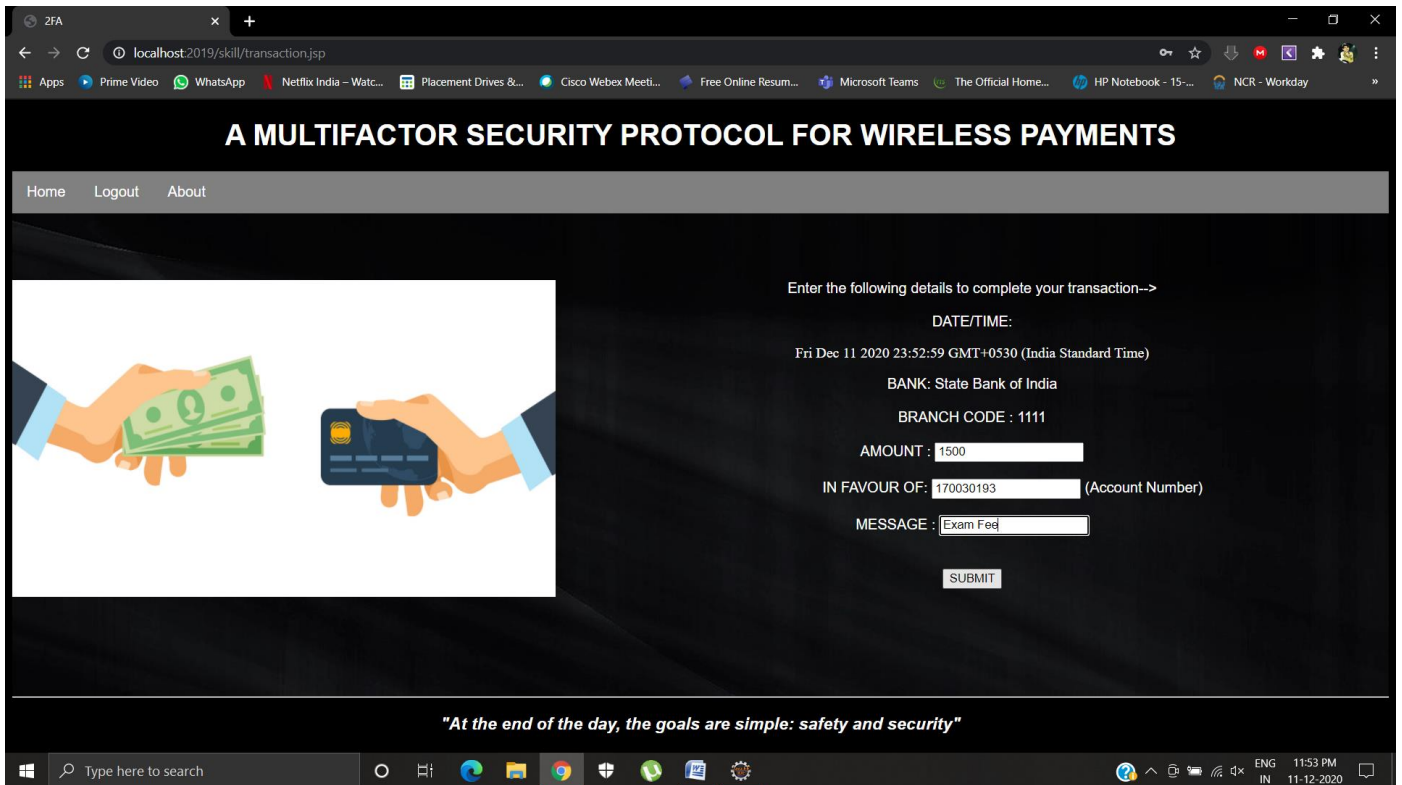 2FA
localhost:2019/skill/transaction.jsp
Apps Prime Video WhatsApp Netflix India – Watc... Placement Drives &... Cisco Webex Meeti... Free Online Resum... Microsoft Teams The Official Home... HP Notebook - 15-... NCR - Workday »
A MULTIFACTOR SECURITY PROTOCOL FOR WIRELESS PAYMENTS
Home Logout About
Enter the following details to complete your transaction-->
DATE/TIME:
Fri Dec 11 2020 23:52:59 GMT+0530 (India Standard Time)
BANK: State Bank of India
BRANCH CODE : 1111
AMOUNT : 1500
IN FAVOUR OF: 170030193 (Account Number)
MESSAGE : Exam Fee
SUBMIT
"At the end of the day, the goals are simple: safety and security"
Type here to search
ENG 11:53 PM
IN 11-12-2020